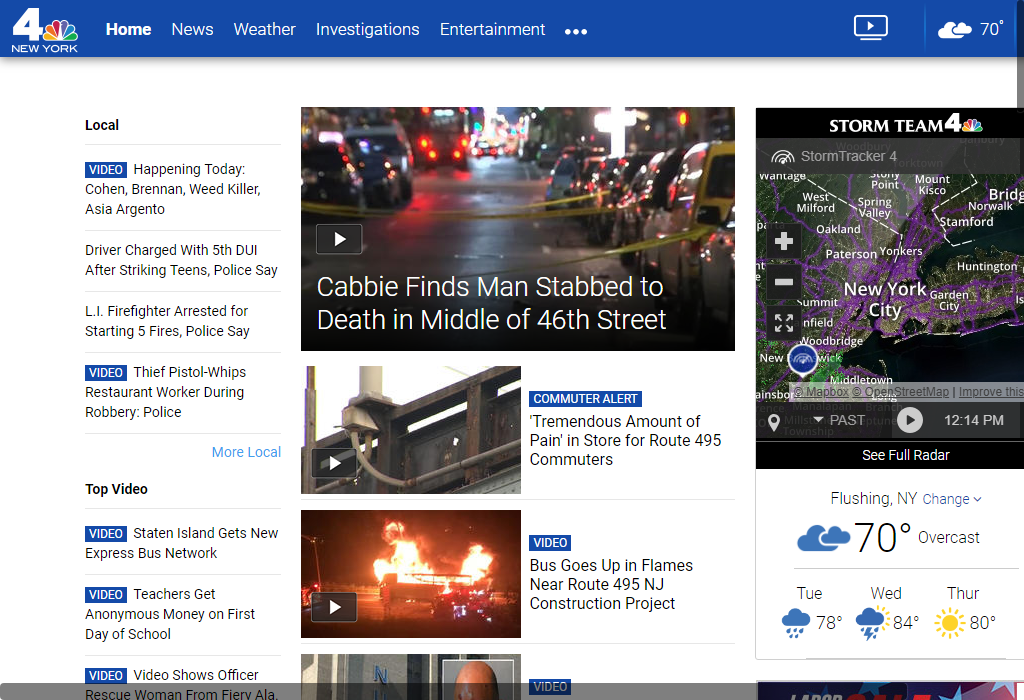 4
NEW YORK
Home
News
Weather
Investigations
Entertainment
70°
Local
VIDEO Happening Today:
Cohen, Brennan, Weed Killer,
Asia Argento
Driver Charged With 5th DUI
After Striking Teens, Police Say
L.I. Firefighter Arrested for
Starting 5 Fires, Police Say
VIDEO Thief Pistol-Whips
Restaurant Worker During
Robbery: Police
More Local
Top Video
VIDEO Staten Island Gets New
Express Bus Network
VIDEO Teachers Get
Anonymous Money on First
Day of School
VIDEO Video Shows Officer
Rescue Woman From Fiery Ala.
Cabbie Finds Man Stabbed to
Death in Middle of 46th Street
COMMUTER ALERT
'Tremendous Amount of
Pain' in Store for Route 495
Commuters
VIDEO
Bus Goes Up in Flames
Near Route 495 NJ
Construction Project
N
VIDEO
STORM TEAM 4
StormTracker 4
Wantage
Stony
Point
Mount
Kisco
West
Milford
Spring
Valley
Norwalk
Stamford
Oakland
Paterson
Yonkers
Huntington
New York
City
Garden
City
Woodbridge
Middletown
© Mapbox © OpenStreetMap | Improve this
PAST
12:14 PM
See Full Radar
Flushing, NY Change
70° Overcast
Tue
Wed
Thur
78°
84°
80°
LABOR